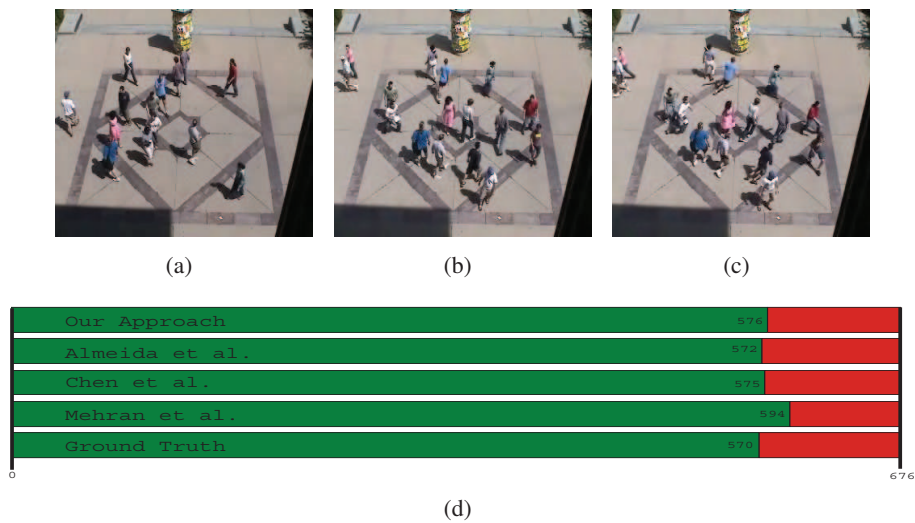 (a)
(b)
(c)
Our Approach 576
Almeida et al. 572
Chen et al. 575
Mehran et al. 594
Ground Truth 570
0
676
(d)